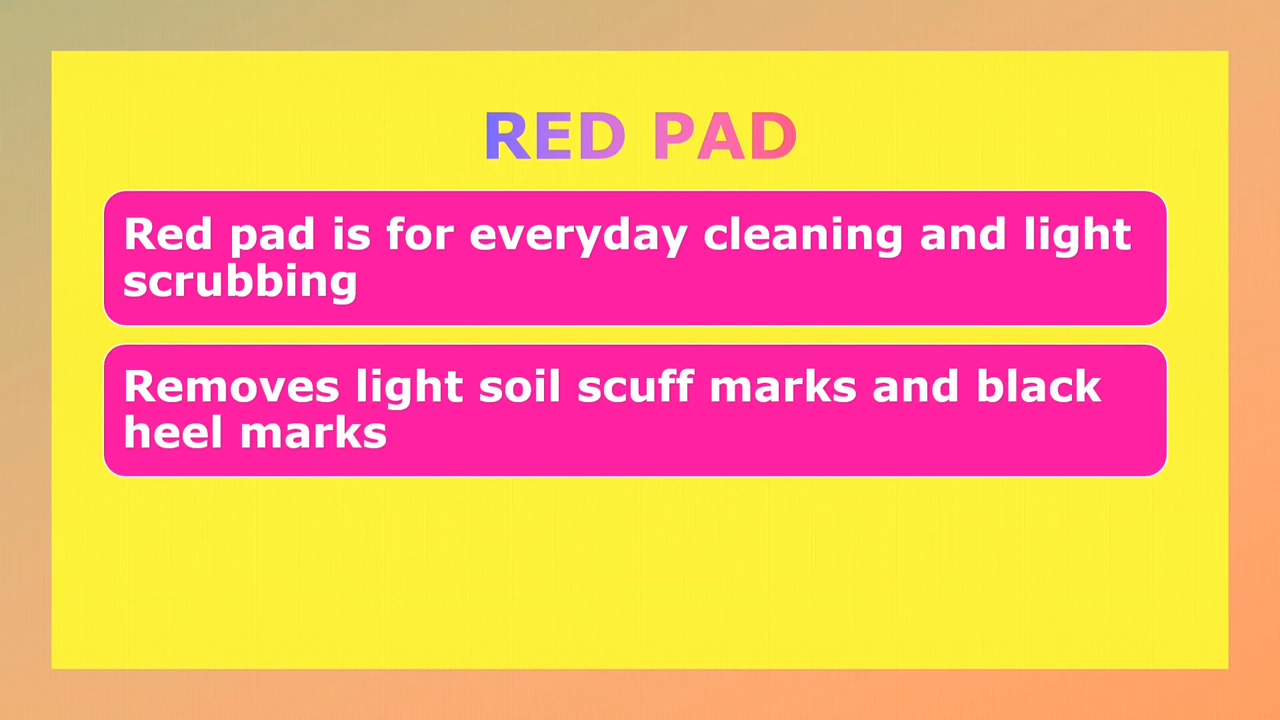 RED PAD
Red pad is for everyday cleaning and light
scrubbing
Removes light soil scuff marks and black
heel marks